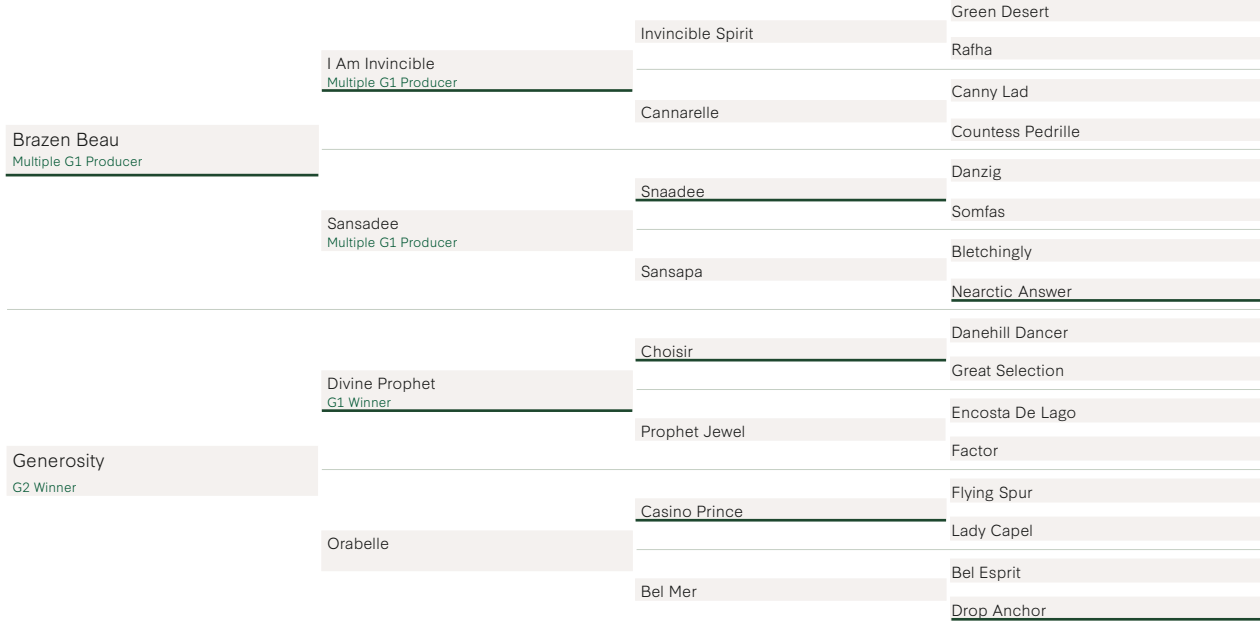 Brazen Beau
Multiple G1 Producer
Generosity
G2 Winner
I Am Invincible
Multiple G1 Producer
Sansadee
Multiple G1 Producer
Divine Prophet
G1 Winner
Orabelle
Invincible Spirit
Cannarelle
Snaadee
Sansapa
Choisir
Prophet Jewel
Casino Prince
Bel Mer
Green Desert
Rafha
Canny Lad
Countess Pedrille
Danzig
Somfas
Bletchingly
Nearctic Answer
Danehill Dancer
Great Selection
Encosta De Lago
Factor
Flying Spur
Lady Capel
Bel Esprit
Drop Anchor